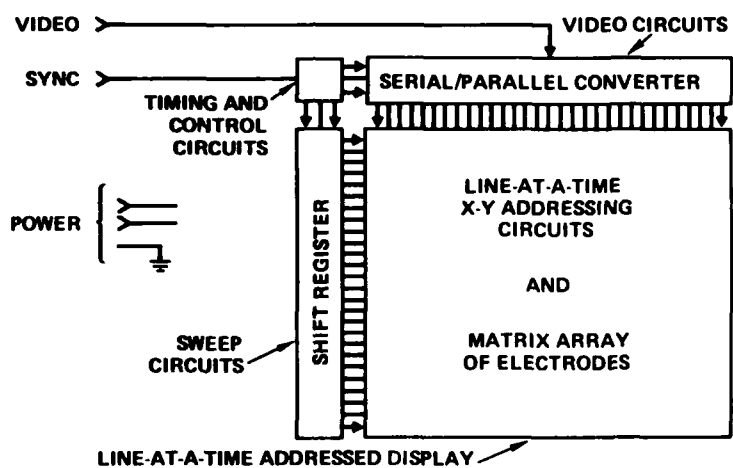 VIDEO
VIDEO CIRCUITS
SYNC
SERIAL/PARALLEL CONVERTER
TIMING AND
CONTROL
CIRCUITS
LINE-AT-A-TIME
X-Y ADDRESSING
CIRCUITS
POWER
SHIFT REGISTER
AND
SWEEP
CIRCUITS
MATRIX ARRAY
OF ELECTRODES
LINE-AT-A-TIME ADDRESSED DISPLAY